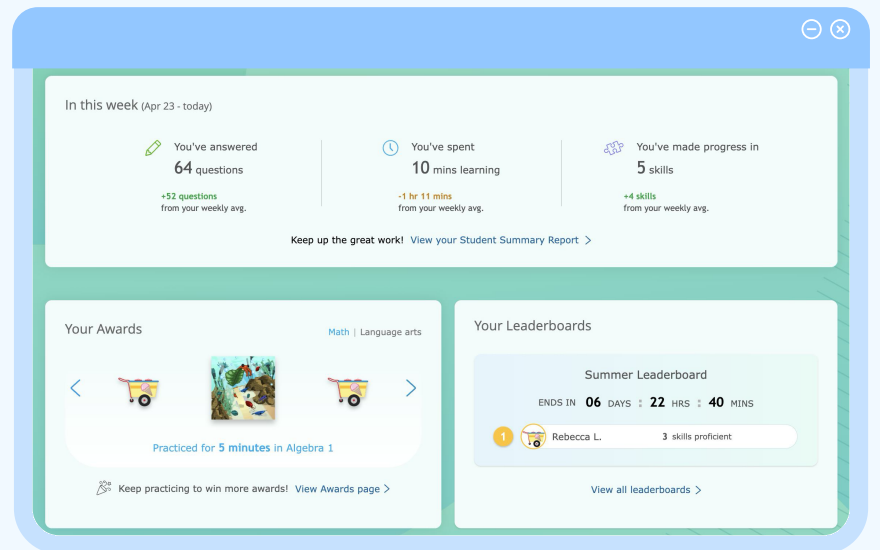 In this week (Apr 23 - today)
You've answered
64 questions
+52 questions
from your weekly avg.
You've spent
10 mins learning
-1 hr 11 mins
from your weekly avg.
You've made progress in
5 skills
+4 skills
from your weekly avg.
Keep up the great work! View your Student Summary Report >
Your Awards
Math | Language arts
Practiced for 5 minutes in Algebra 1
Keep practicing to win more awards! View Awards page >
Your Leaderboards
Summer Leaderboard
ENDS IN 06 DAYS : 22 HRS : 40 MINS
1 Rebecca L. 3 skills proficient
View all leaderboards >